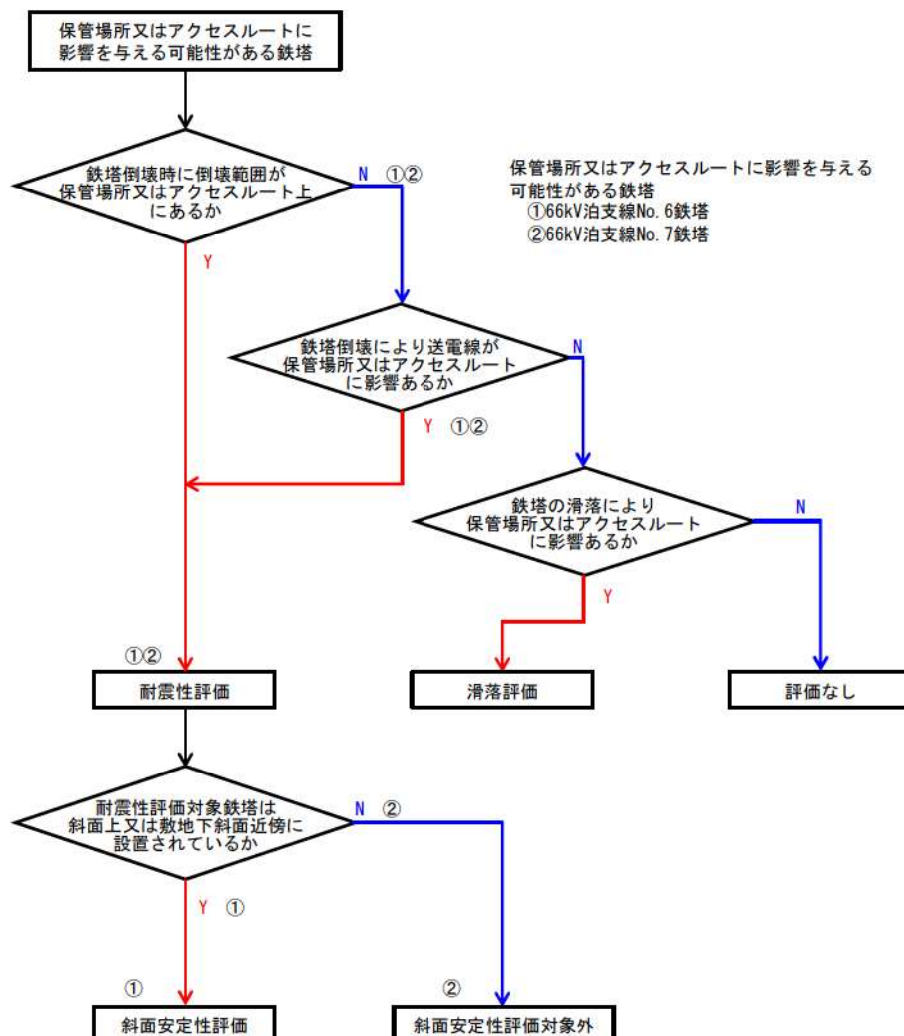 保管場所又はアクセスルートに
影響を与える可能性がある鉄塔
鉄塔倒壊時に倒壊範囲が
保管場所又はアクセスルート上
にあるか
N ①②
Y
保管場所又はアクセスルートに影響を与える
可能性がある鉄塔
①66kV泊支線No.6鉄塔
②66kV泊支線No.7鉄塔
鉄塔倒壊により送電線が
保管場所又はアクセスルート
に影響あるか
N
Y ①②
鉄塔の滑落により
保管場所又はアクセスルート
に影響あるか
N
Y
①②
耐震性評価
滑落評価
評価なし
耐震性評価対象鉄塔は
斜面上又は敷地下斜面近傍に
設置されているか
N ②
Y ①
①
斜面安定性評価
②
斜面安定性評価対象外